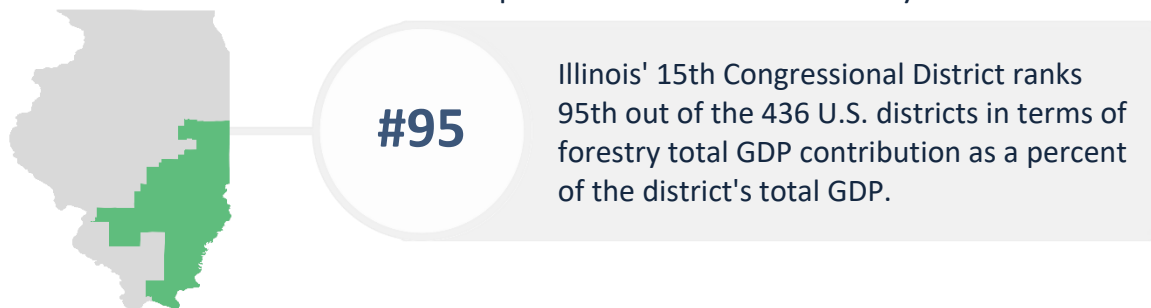 #95
Illinois' 15th Congressional District ranks
95th out of the 436 U.S. districts in terms of
forestry total GDP contribution as a percent
of the district's total GDP.